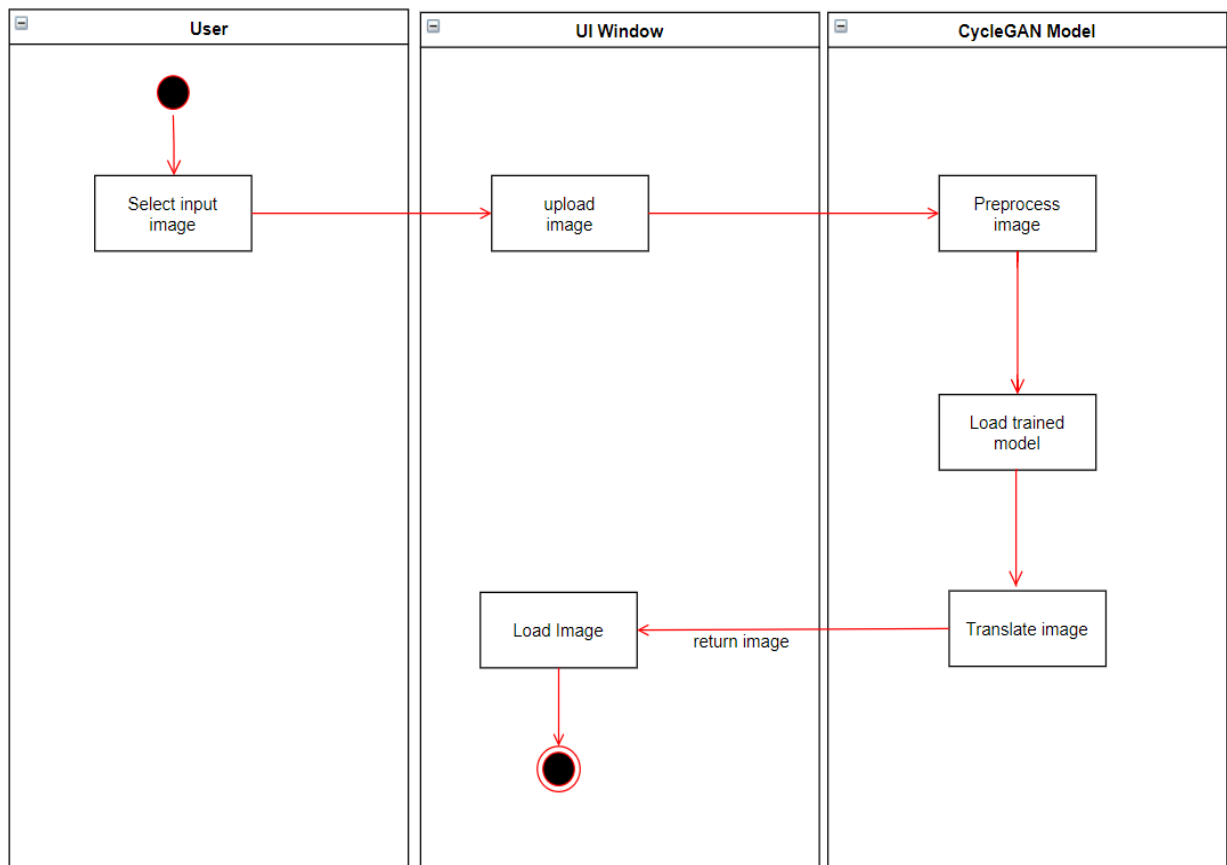 User
UI Window
CycleGAN Model
Select input
image
upload
image
Preprocess
image
Load trained
model
Load Image
return image
Translate image